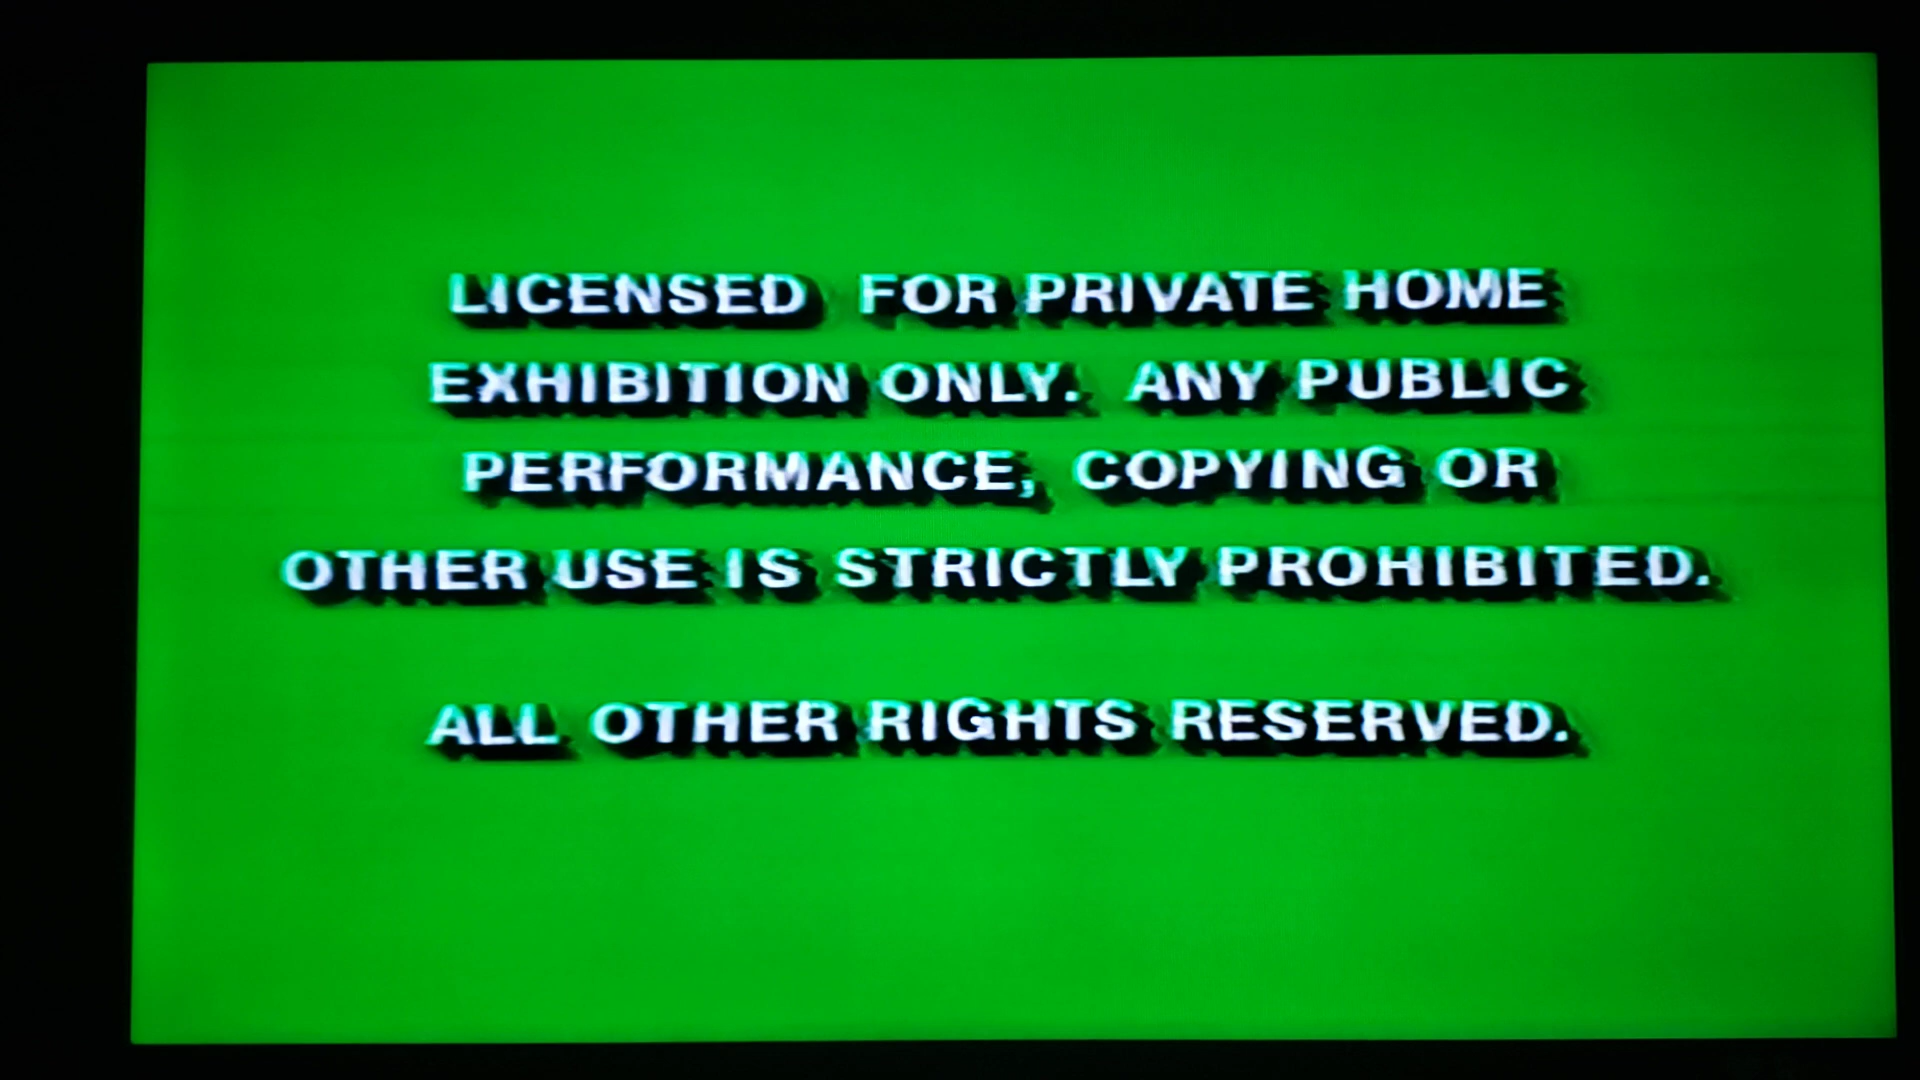 LICENSED FOR PRIVATE HOME
EXHIBITION ONLY. ANY PUBLIC
PERFORMANCE, COPYING OR
OTHER USE IS STRICTLY PROHIBITED.
ALL OTHER RIGHTS RESERVED.